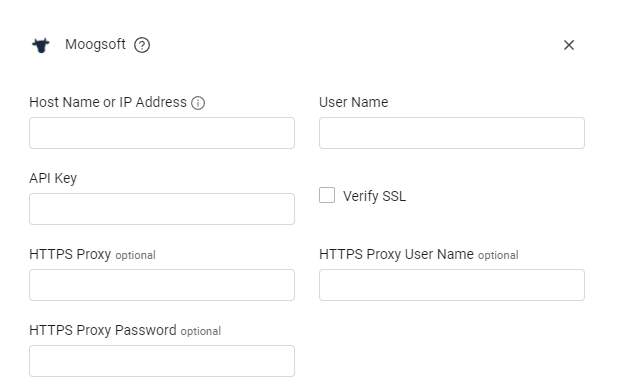 Moogsoft
Host Name or IP Address
User Name
API Key
Verify SSL
HTTPS Proxy optional
HTTPS Proxy User Name optional
HTTPS Proxy Password optional